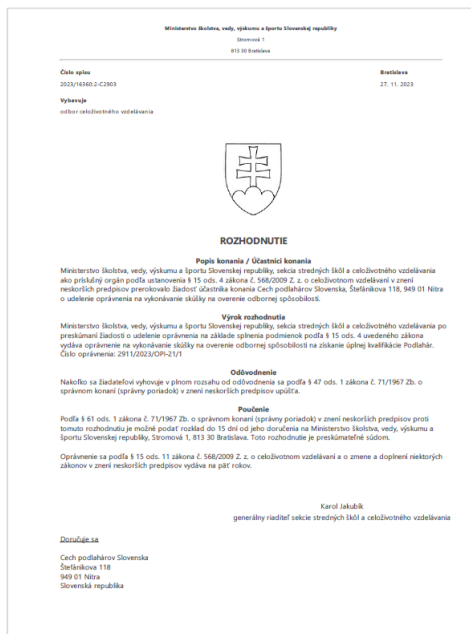 Ministerstvo školstva, vedy, výskumu a športu Slovenskej republiky
Stromová 1
813 30 Bratislava
Číslo spisu
2023/16360:2-C2903
Bratislava
27. 11. 2023
Vybavuje
odbor celoživotného vzdelávania
ROZHODNUTIE
Popis konania / Účastníci konania
Ministerstvo školstva, vedy, výskumu a športu Slovenskej republiky, sekcia stredných škôl a celoživotného vzdelávania
ako príslušný orgán podľa ustanovenia § 15 ods. 4 zákona č. 568/2009 Z. z. o celoživotnom vzdelávaní v znení
neskorších predpisov prerokovalo žiadosť účastníka konania Cech podlahárov Slovenska, Štefánikova 118, 949 01 Nitra
o udelenie oprávnenia na vykonávanie skúšky na overenie odbornej spôsobilosti.
Výrok rozhodnutia
Ministerstvo školstva, vedy, výskumu a športu Slovenskej republiky, sekcia stredných škôl a celoživotného vzdelávania po
preskúmaní žiadosti o udelenie oprávnenia na základe splnenia podmienok podľa § 15 ods. 4 uvedeného zákona
vydáva oprávnenie na vykonávanie skúšky na overenie odbornej spôsobilosti na získanie úplnej kvalifikácie Podlahár.
Číslo oprávnenia: 2911/2023/OPI-21/1
Odôvodnenie
Nakoľko sa žiadateľovi vyhovuje v plnom rozsahu od odôvodnenia sa podľa § 47 ods. 1 zákona č. 71/1967 Zb. o
správnom konaní (správny poriadok) v znení neskorších predpisov upúšťa.
Poučenie
Podľa § 61 ods. 1 zákona č. 71/1967 Zb. o správnom konaní (správny poriadok) v znení neskorších predpisov proti
tomuto rozhodnutiu je možné podať rozklad do 15 dní od jeho doručenia na Ministerstvo školstva, vedy, výskumu a
športu Slovenskej republiky, Stromová 1, 813 30 Bratislava. Toto rozhodnutie je preskúmateľné súdom.
Oprávnenie sa podľa § 15 ods. 11 zákona č. 568/2009 Z. z. o celoživotnom vzdelávaní a o zmene a doplnení niektorých
zákonov v znení neskorších predpisov vydáva na päť rokov.
Karol Jakubík
generálny riaditeľ sekcie stredných škôl a celoživotného vzdelávania
Doručuje sa
Cech podlahárov Slovenska
Štefánikova 118
949 01 Nitra
Slovenská republika